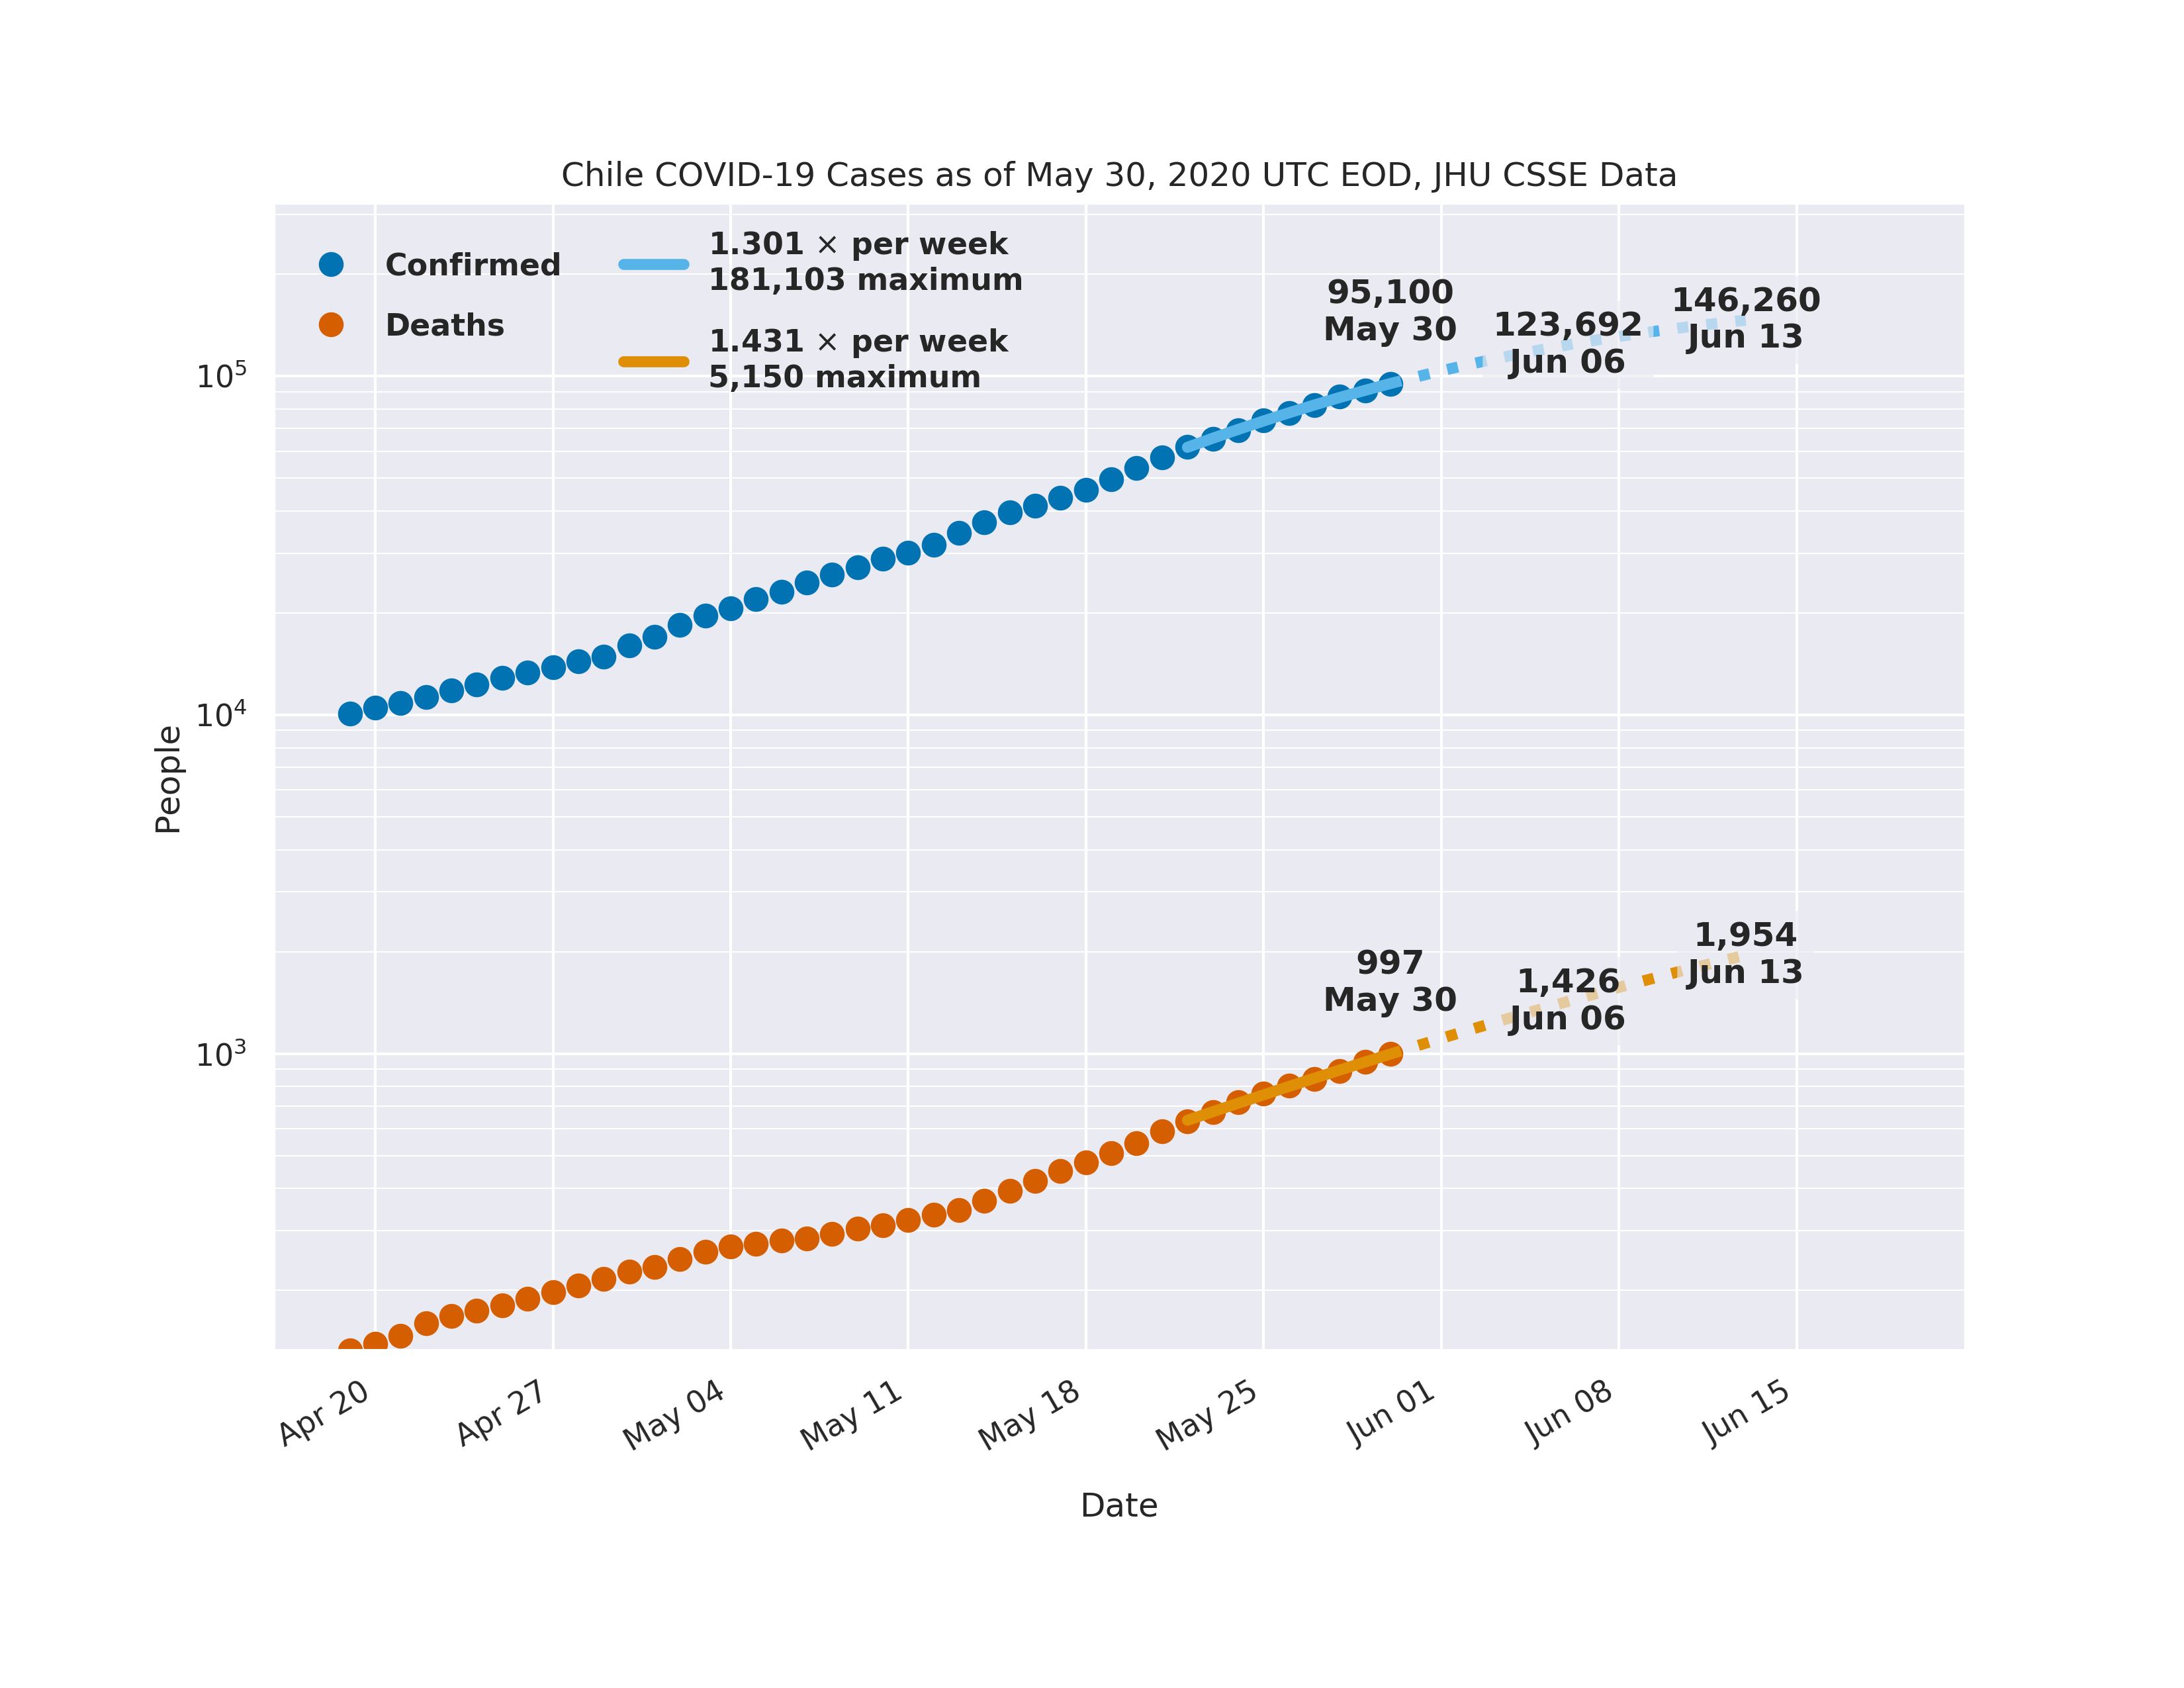 Chile COVID-19 Cases as of May 30, 2020 UTC EOD, JHU CSSE Data
Confirmed
Deaths
1.301 × per week
181,103 maximum
1.431 × per week
5,150 maximum
95,100
May 30
123,692
Jun 06
146,260
Jun 13
997
May 30
1,426
Jun 06
1,954
Jun 13
People
10⁵
10⁴
10³
Apr 20
Apr 27
May 04
May 11
May 18
May 25
Jun 01
Jun 08
Jun 15
Date